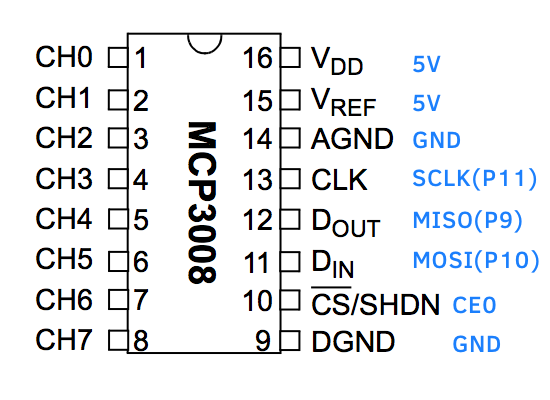 CH0 1 16 VDD 5V
CH1 2 15 VREF 5V
CH2 3 14 AGND GND
CH3 4 13 CLK SCLK(P11)
CH4 5 12 DOUT MISO(P9)
CH5 6 11 DIN MOSI(P10)
CH6 7 10 CS/SHDN CE0
CH7 8 9 DGND GND
MCP3008